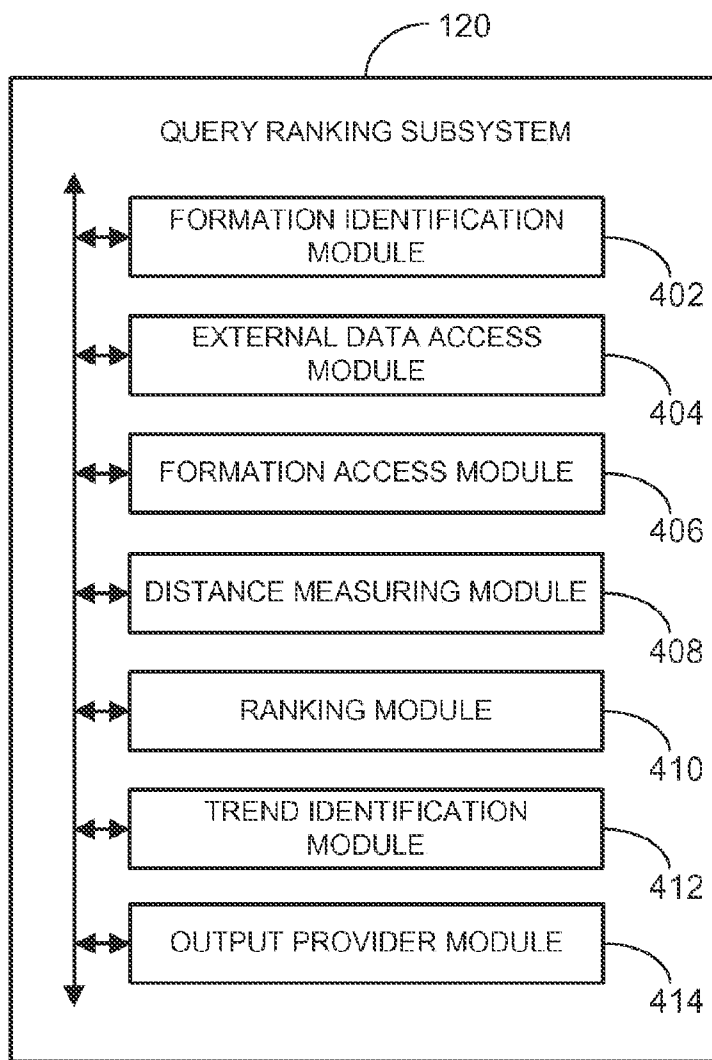 120
QUERY RANKING SUBSYSTEM
FORMATION IDENTIFICATION
MODULE
402
EXTERNAL DATA ACCESS
MODULE
404
FORMATION ACCESS MODULE
406
DISTANCE MEASURING MODULE
408
RANKING MODULE
410
TREND IDENTIFICATION
MODULE
412
OUTPUT PROVIDER MODULE
414